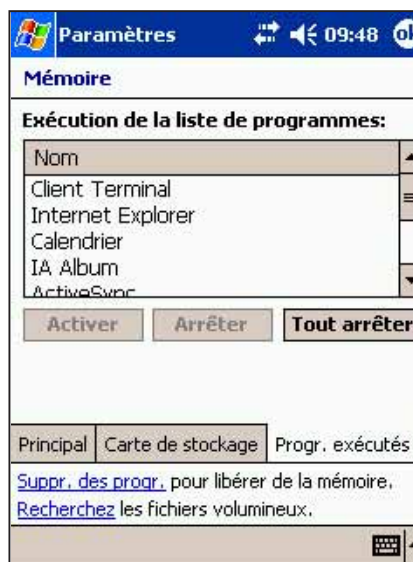 Paramètres 09:48 ok
Mémoire
Exécution de la liste de programmes:
Nom
Client Terminal
Internet Explorer
Calendrier
IA Album
ActiveSync
Activer Arrêter Tout arrêter
Principal Carte de stockage Progr. exécutés
Suppr. des progr. pour libérer de la mémoire.
Recherchez les fichiers volumineux.